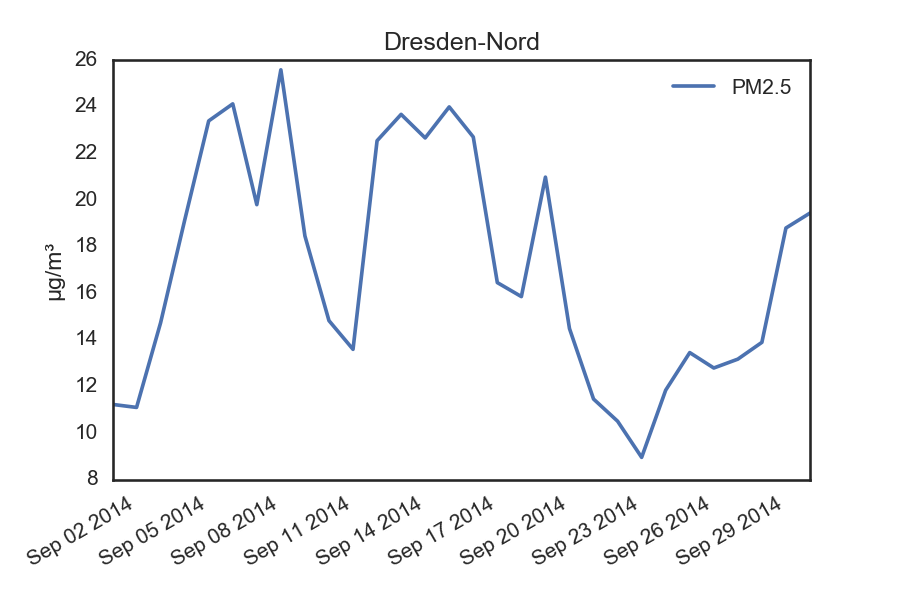 Dresden-Nord
26
24
22
20
18
16
14
12
10
8
µg/m³
PM2.5
Sep 02 2014
Sep 05 2014
Sep 08 2014
Sep 11 2014
Sep 14 2014
Sep 17 2014
Sep 20 2014
Sep 23 2014
Sep 26 2014
Sep 29 2014